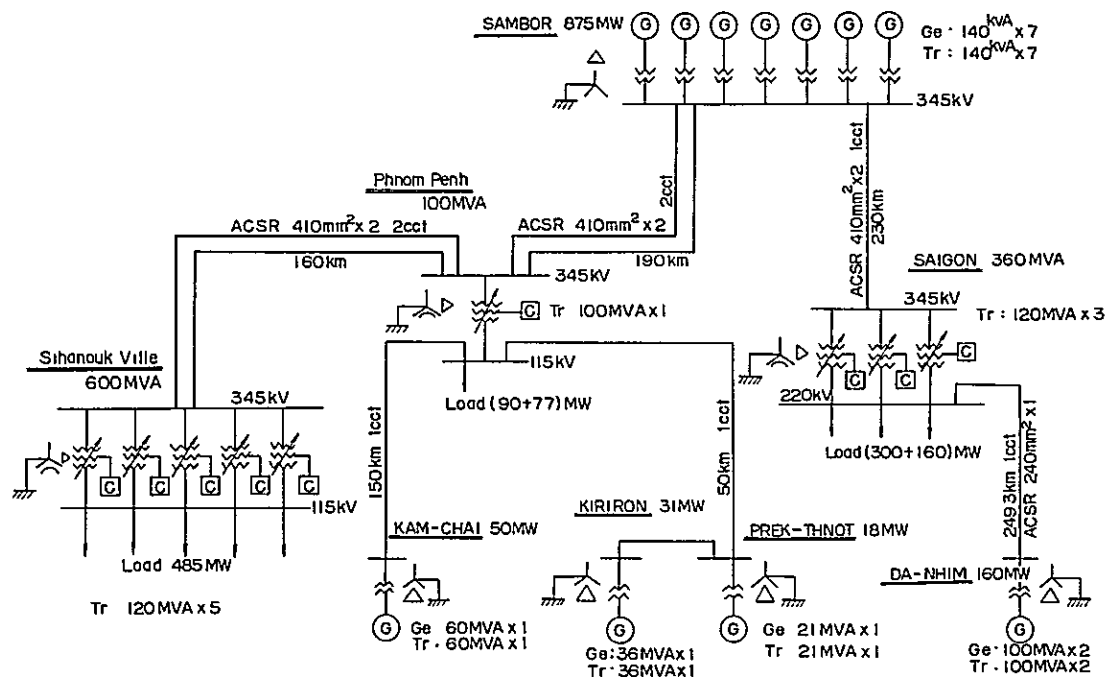 SAMBOR 875MW
G G G G G G G
Ge · 140kVA x 7
Tr : 140kVA x 7
345kV
Phnom Penh
100MVA
ACSR 410mm² x 2 2cct
160km
2cct
ACSR 410mm² x 2
190km
ACSR 410mm² x 2 1cct
230km
345kV
C
Tr 100MVA x 1
115kV
Load (90+77) MW
SAIGON 360MVA
345kV
Tr : 120MVA x 3
C C C
220kV
Load (300+160) MW
Sihanouk Ville
600MVA
345kV
C C C C C
115kV
Load 485MW
Tr 120MVA x 5
150km 1cct
50km 1cct
2493km 1cct
ACSR 240mm² x 1
KAM-CHAI 50MW
G
Ge 60MVA x 1
Tr · 60MVA x 1
KIRIRON 31MW
G
Ge : 36MVA x 1
Tr · 36MVA x 1
PREK-THNOT 18MW
G
Ge 21MVA x 1
Tr 21MVA x 1
DA-NHIM 160MW
G
Ge · 100MVA x 2
Tr · 100MVA x 2